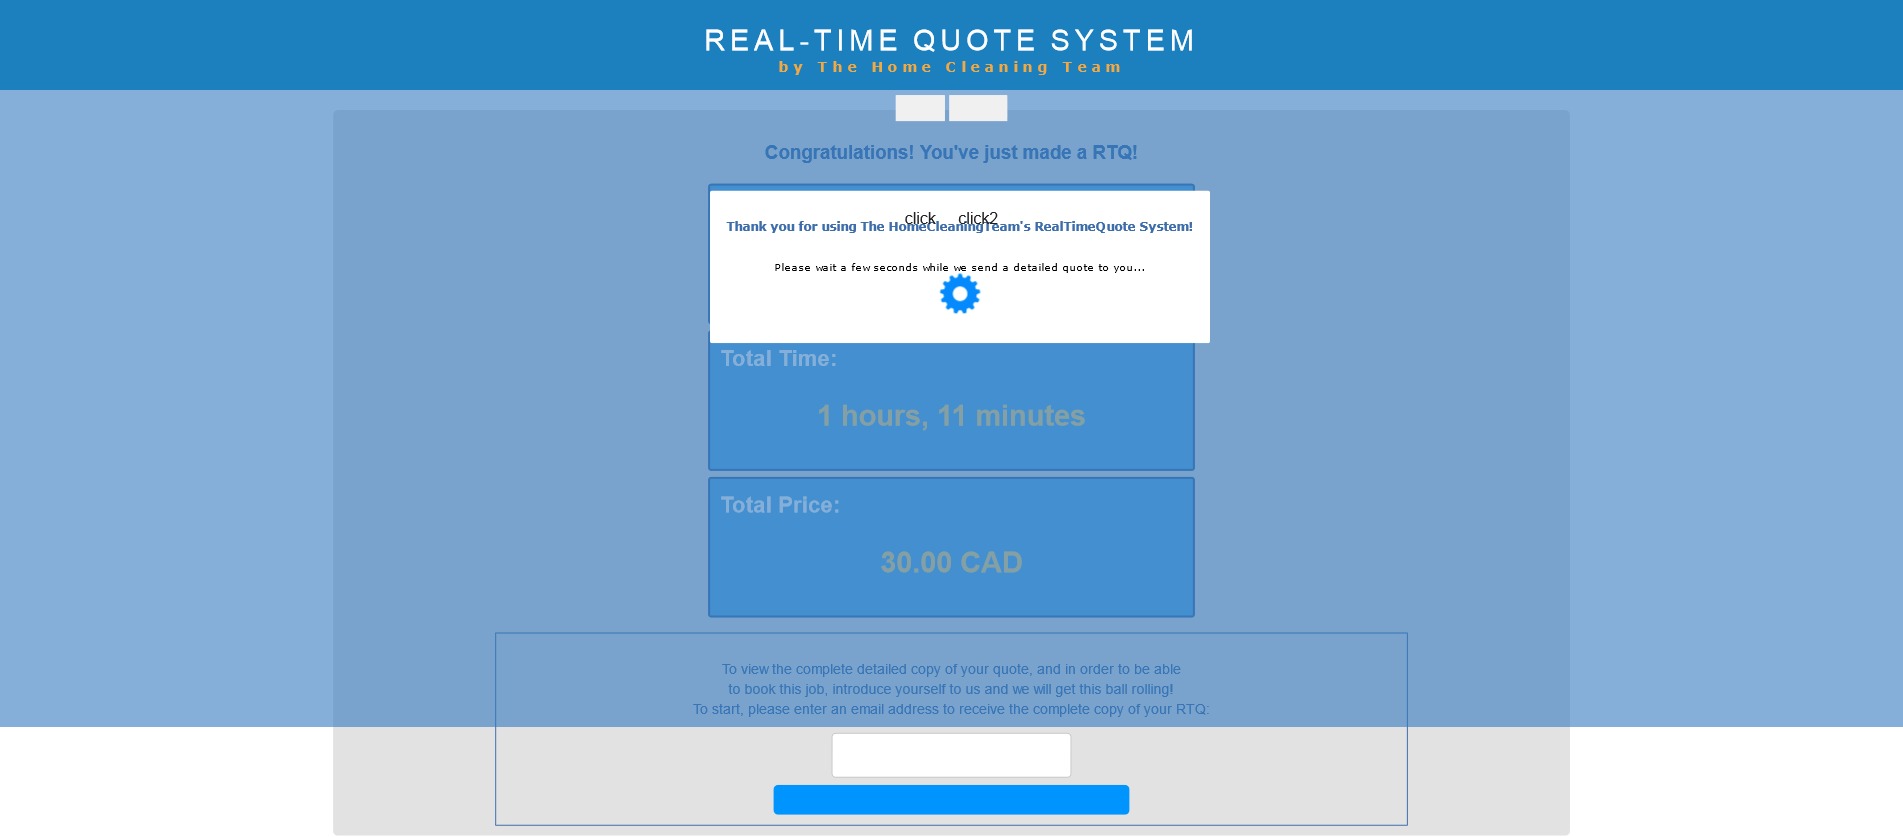 REAL-TIME QUOTE SYSTEM
by The Home Cleaning Team
Congratulations! You've just made a RTQ!
click click2
Thank you for using The HomeCleaningTeam's RealTimeQuote System!
Please wait a few seconds while we send a detailed quote to you...
Total Time:
1 hours, 11 minutes
Total Price:
30.00 CAD
To view the complete detailed copy of your quote, and in order to be able
to book this job, introduce yourself to us and we will get this ball rolling!
To start, please enter an email address to receive the complete copy of your RTQ: